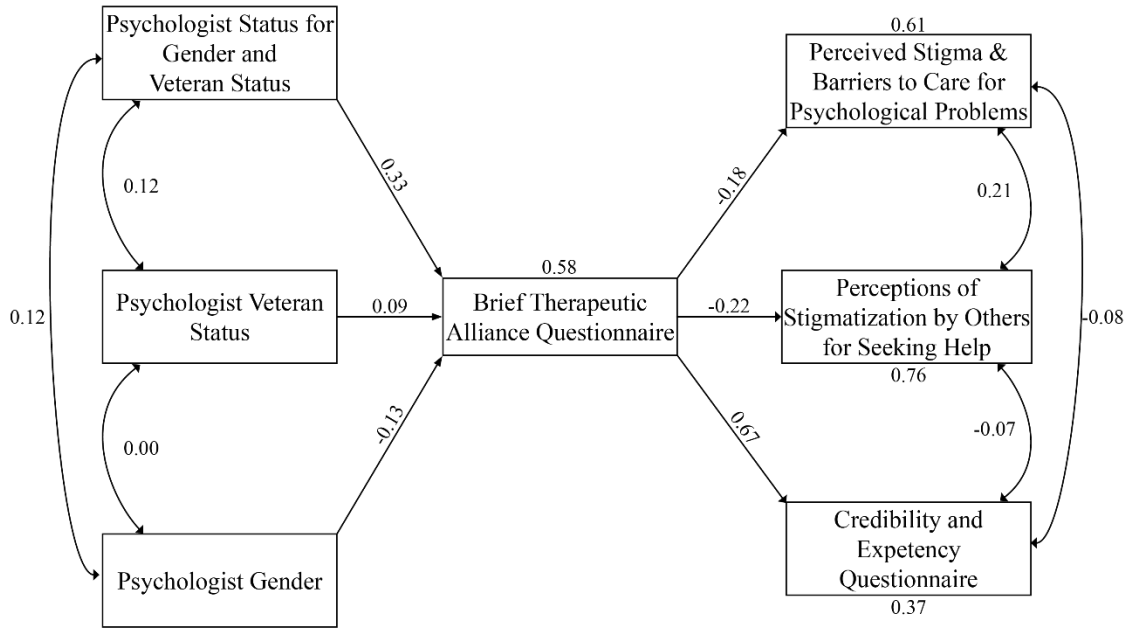 Psychologist Status for
Gender and
Veteran Status
0.61
Perceived Stigma &
Barriers to Care for
Psychological Problems
0.12
0.33
-0.18
0.21
0.12
Psychologist Veteran
Status
0.09
0.58
Brief Therapeutic
Alliance Questionnaire
-0.22
Perceptions of
Stigmatization by Others
for Seeking Help
0.76
-0.08
0.00
-0.13
0.67
-0.07
Psychologist Gender
Credibility and
Expetency
Questionnaire
0.37